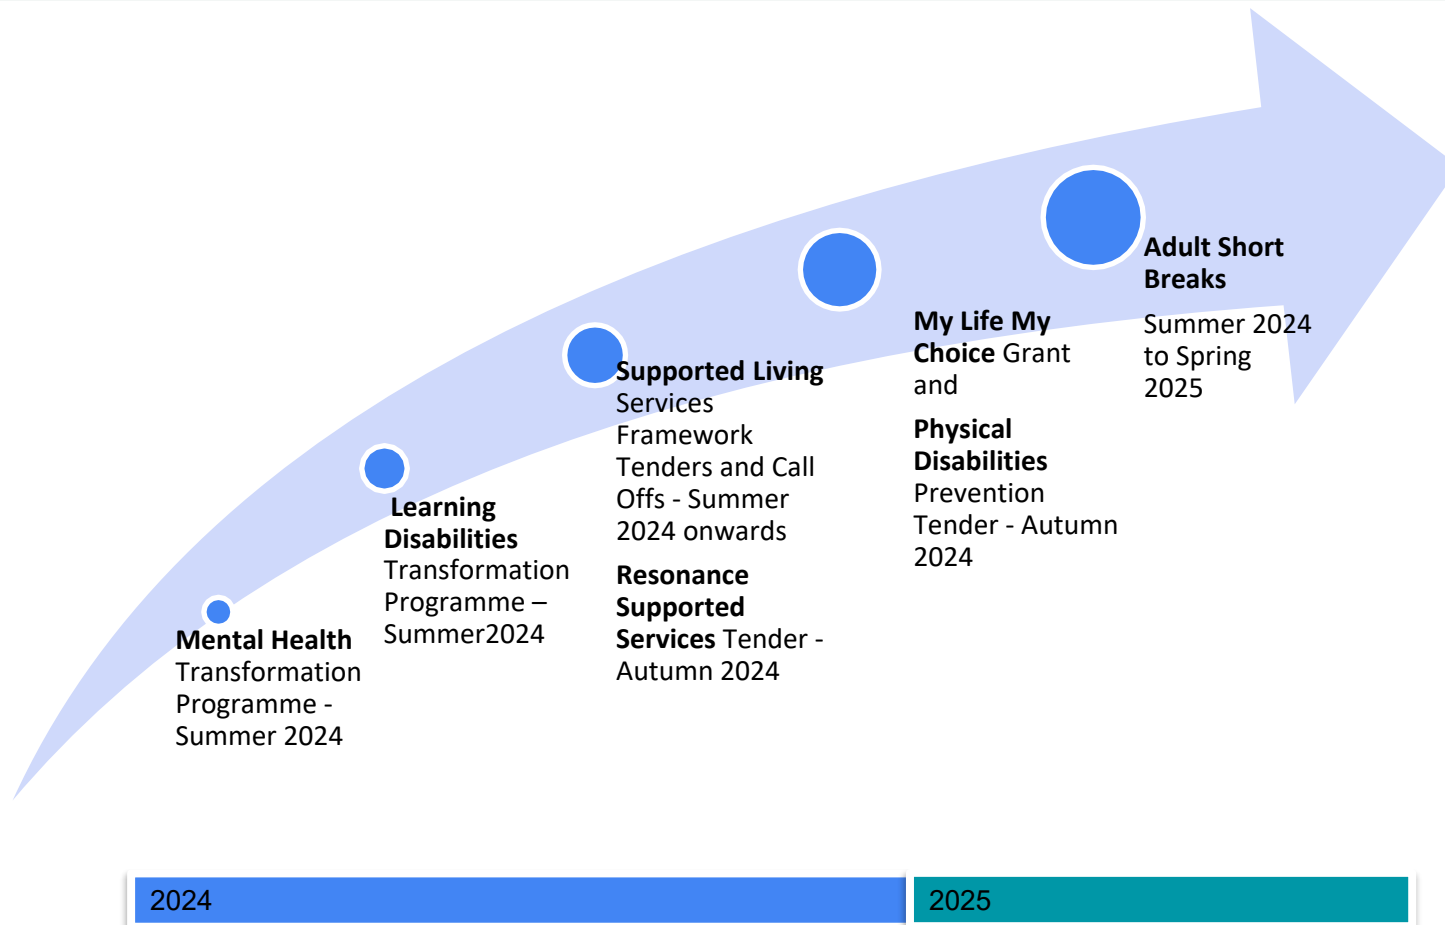 Mental Health
Transformation
Programme -
Summer 2024
Learning
Disabilities
Transformation
Programme –
Summer2024
Supported Living
Services
Framework
Tenders and Call
Offs - Summer
2024 onwards
Resonance
Supported
Services Tender -
Autumn 2024
My Life My
Choice Grant
and
Physical
Disabilities
Prevention
Tender - Autumn
2024
Adult Short
Breaks
Summer 2024
to Spring
2025
2024
2025